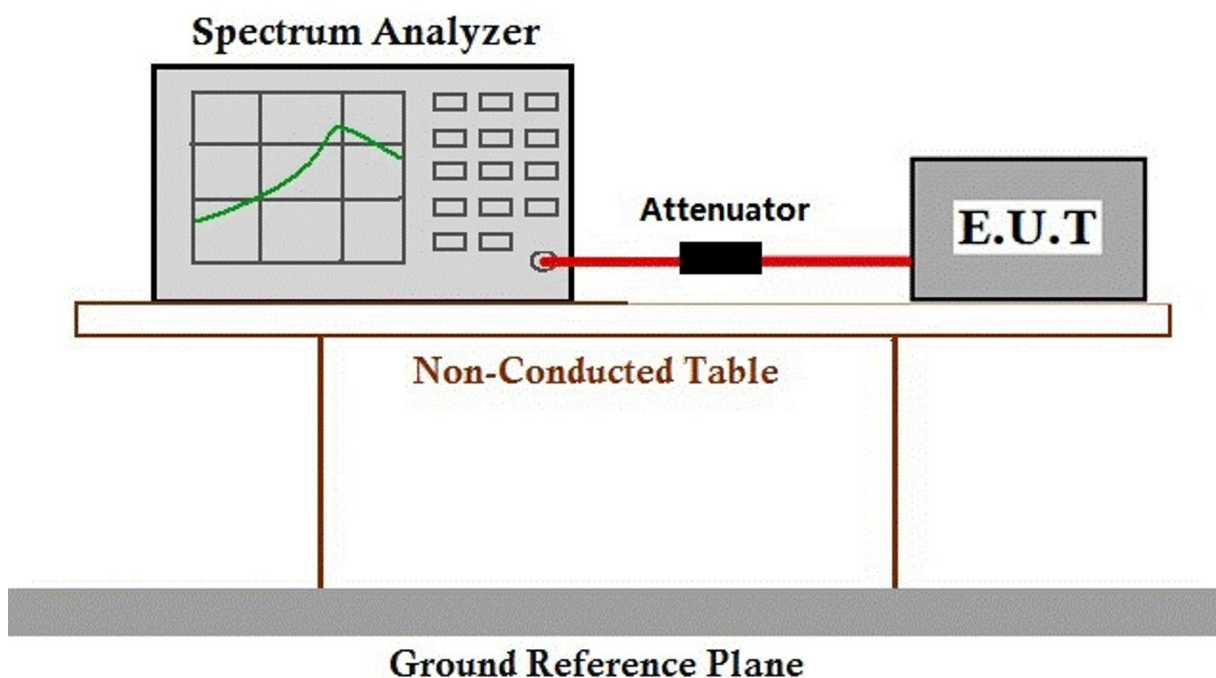 Spectrum Analyzer
Attenuator
E.U.T
Non-Conducted Table
Ground Reference Plane